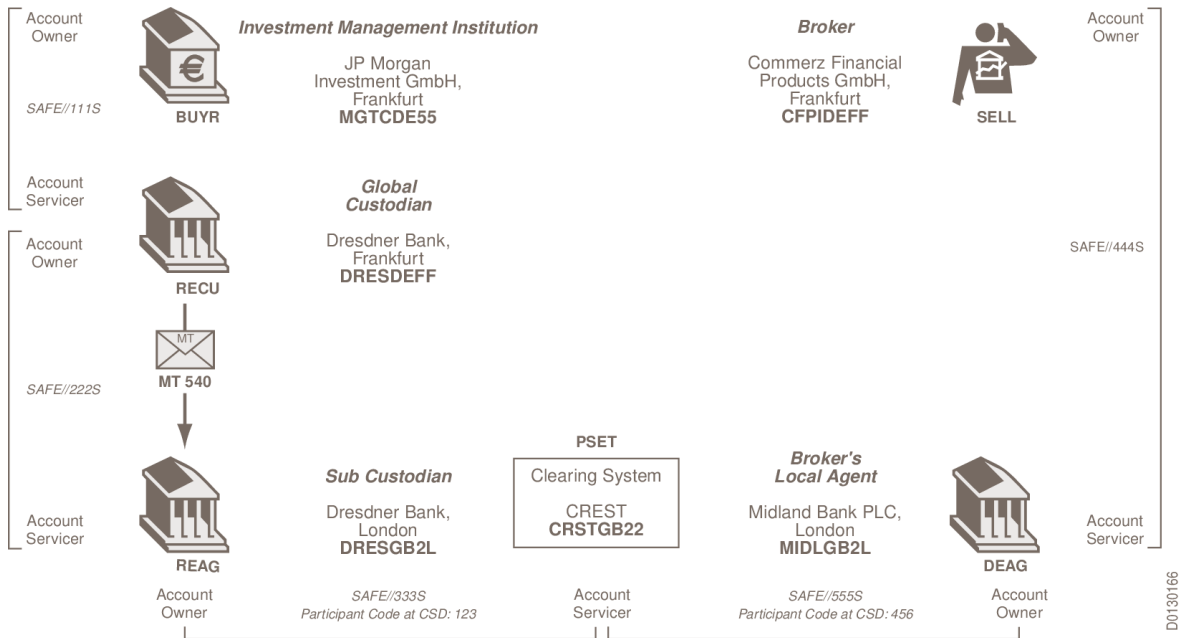 Account
Owner
Investment Management Institution
Broker
Account
Owner
JP Morgan
Investment GmbH,
Frankfurt
MGTCDE55
Commerz Financial
Products GmbH,
Frankfurt
CFPIDEFF
€
SAFE//111S
BUYR
SELL
Account
Servicer
Global
Custodian
Account
Owner
Dresdner Bank,
Frankfurt
DRESDEFF
SAFE//444S
RECU
MT
MT 540
SAFE//222S
PSET
Sub Custodian
Clearing System
Broker's
Local Agent
Account
Servicer
Dresdner Bank,
London
DRESGB2L
CREST
CRSTGB22
Midland Bank PLC,
London
MIDLGB2L
Account
Servicer
REAG
DEAG
Account
Owner
SAFE//333S
Participant Code at CSD: 123
Account
Servicer
SAFE//555S
Participant Code at CSD: 456
Account
Owner
D0130166